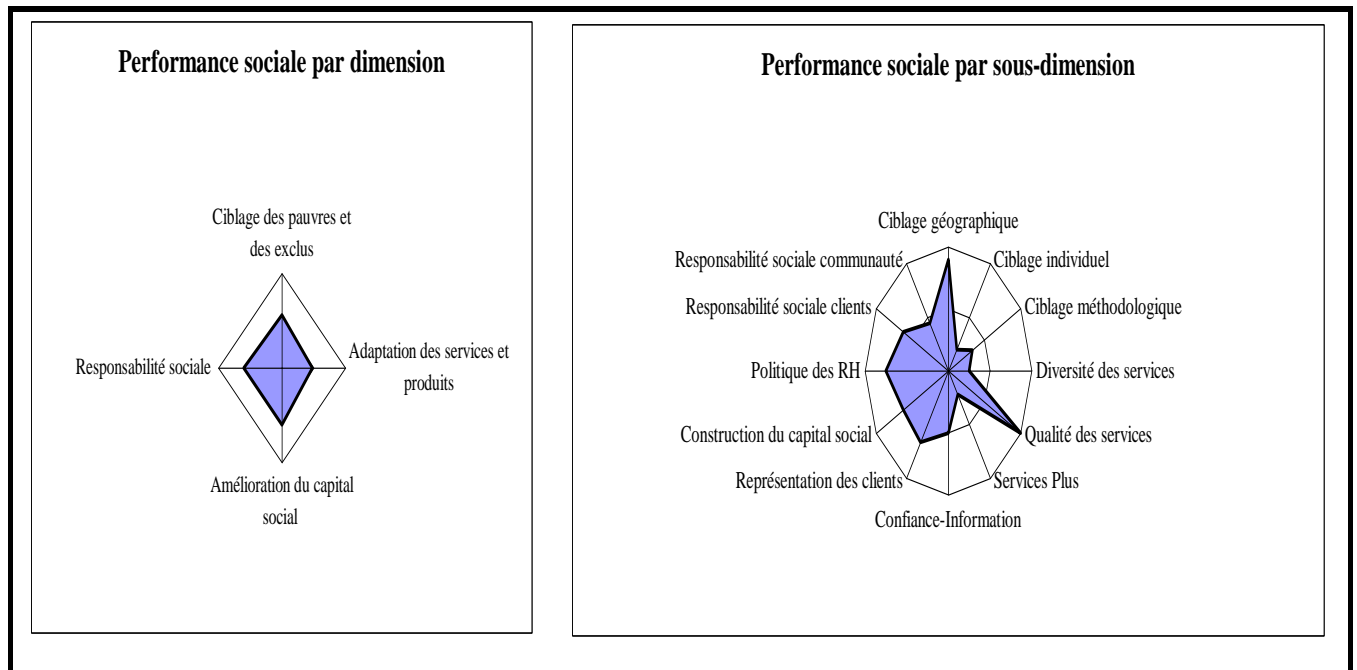 Performance sociale par dimension
Ciblage des pauvres et
des exclus
Responsabilité sociale
Adaptation des services et
produits
Amélioration du capital
social
Performance sociale par sous-dimension
Ciblage géographique
Responsabilité sociale communauté
Ciblage individuel
Responsabilité sociale clients
Ciblage méthodologique
Politique des RH
Diversité des services
Construction du capital social
Qualité des services
Représentation des clients
Services Plus
Confiance-Information